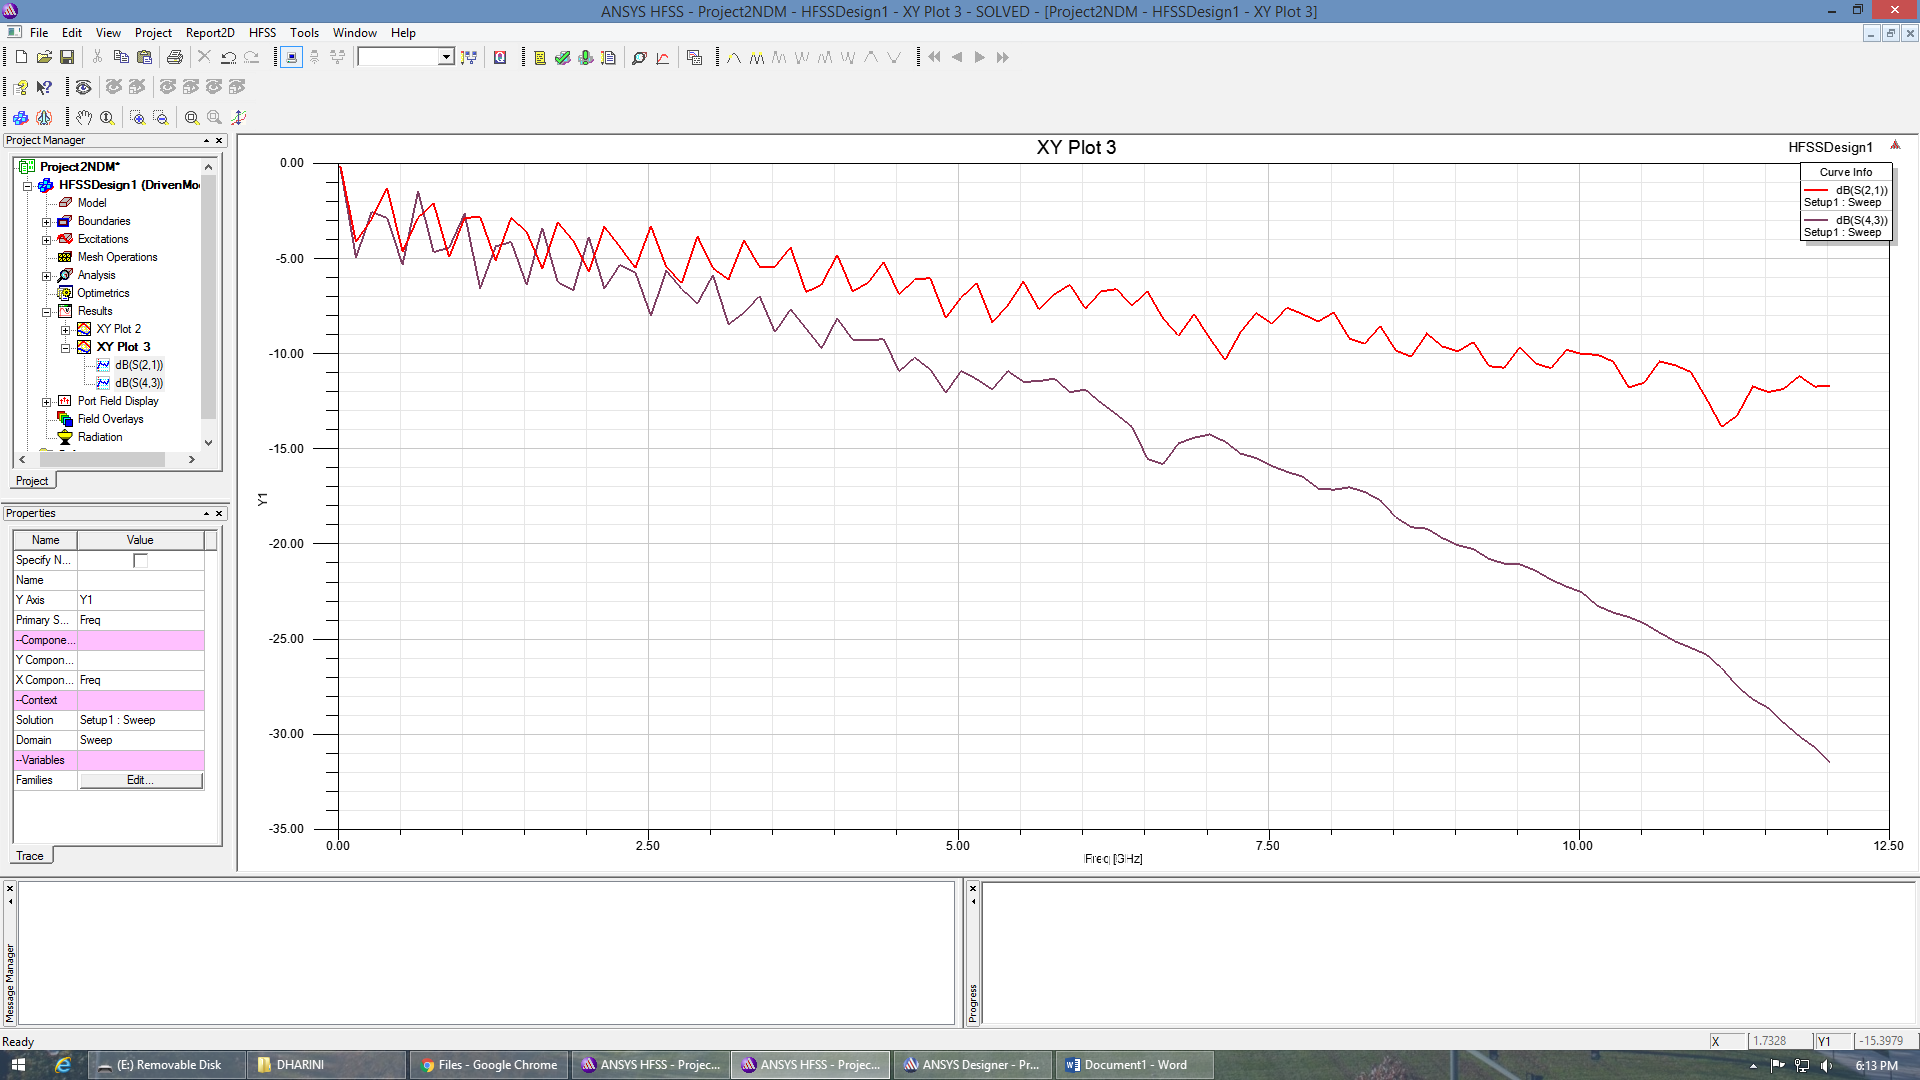 ANSYS HFSS - Project2NDM - HFSSDesign1 - XY Plot 3 - SOLVED - [Project2NDM - HFSSDesign1 - XY Plot 3]
File Edit View Project Report2D HFSS Tools Window Help
Project Manager
Project2NDM*
HFSSDesign1 (DrivenMo
Model
Boundaries
Excitations
Mesh Operations
Analysis
Optimetrics
Results
XY Plot 2
XY Plot 3
dB(S(2,1))
dB(S(4,3))
Port Field Display
Field Overlays
Radiation
Project
Properties
Name Value
Specify N...
Name
Y Axis Y1
Primary S... Freq
--Compone...
Y Compon...
X Compon... Freq
--Context
Solution Setup1 : Sweep
Domain Sweep
--Variables
Families Edit...
Trace
XY Plot 3
HFSSDesign1
Curve Info
dB(S(2,1))
Setup1 : Sweep
dB(S(4,3))
Setup1 : Sweep
0.00
-5.00
-10.00
-15.00
-20.00
-25.00
-30.00
-35.00
Y1
0.00 2.50 5.00 7.50 10.00 12.50
Freq [GHz]
Message Manager
Progress
Ready
X 1.7328 Y1 -15.3979
(E:) Removable Disk
DHARINI
Files - Google Chrome
ANSYS HFSS - Projec...
ANSYS HFSS - Projec...
ANSYS Designer - Pr...
Document1 - Word
6:13 PM